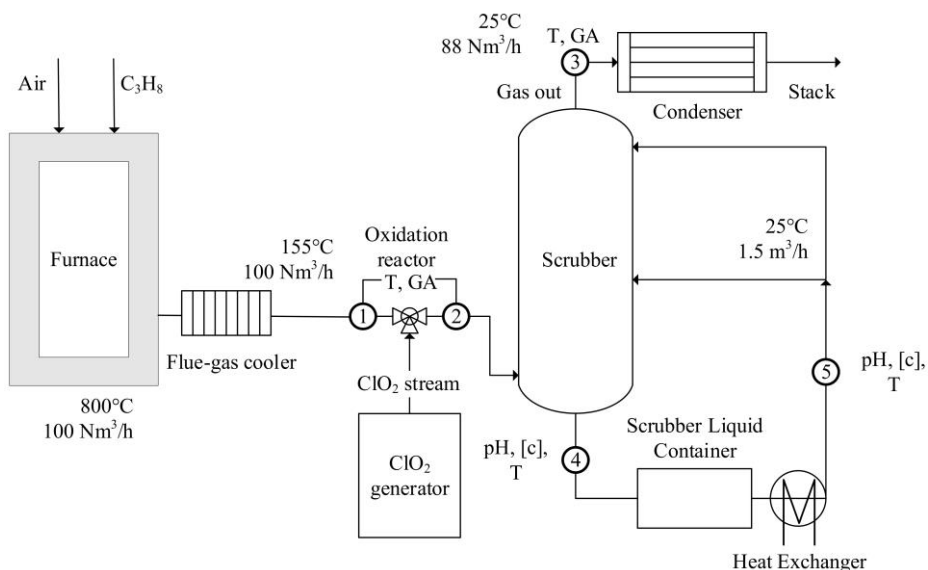 Air
C₃H₈
Furnace
800°C
100 Nm³/h
Flue-gas cooler
155°C
100 Nm³/h
Oxidation
reactor
T, GA
1
2
ClO₂ stream
ClO₂
generator
25°C
88 Nm³/h
T, GA
3
Gas out
Condenser
Stack
Scrubber
25°C
1.5 m³/h
pH, [c],
T
4
Scrubber Liquid
Container
5
pH, [c],
T
Heat Exchanger